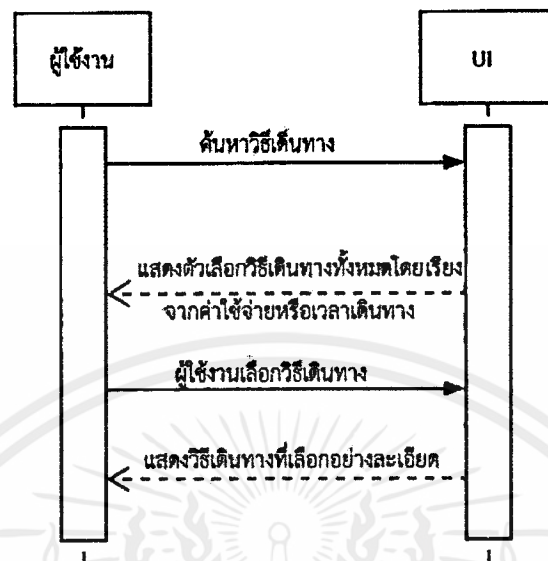 ผู้ใช้งาน
UI
ค้นหาวิธีเดินทาง
แสดงตัวเลือกวิธีเดินทางทั้งหมดโดยเรียง
จากค่าใช้จ่ายหรือเวลาเดินทาง
ผู้ใช้งานเลือกวิธีเดินทาง
แสดงวิธีเดินทางที่เลือกอย่างละเอียด